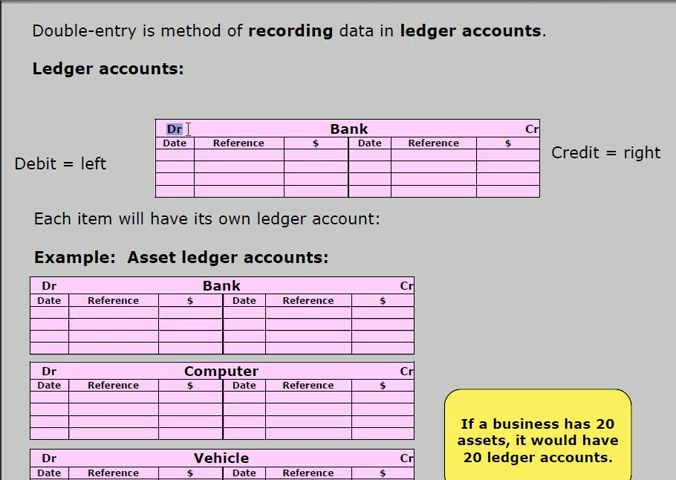 Double-entry is method of recording data in ledger accounts.
Ledger accounts:
Dr Bank Cr
Date Reference $ Date Reference $
Debit = left
Credit = right
Each item will have its own ledger account:
Example: Asset ledger accounts:
Dr Bank Cr
Date Reference $ Date Reference $
Dr Computer Cr
Date Reference $ Date Reference $
If a business has 20
assets, it would have
20 ledger accounts.
Dr Vehicle Cr
Date Reference $ Date Reference $